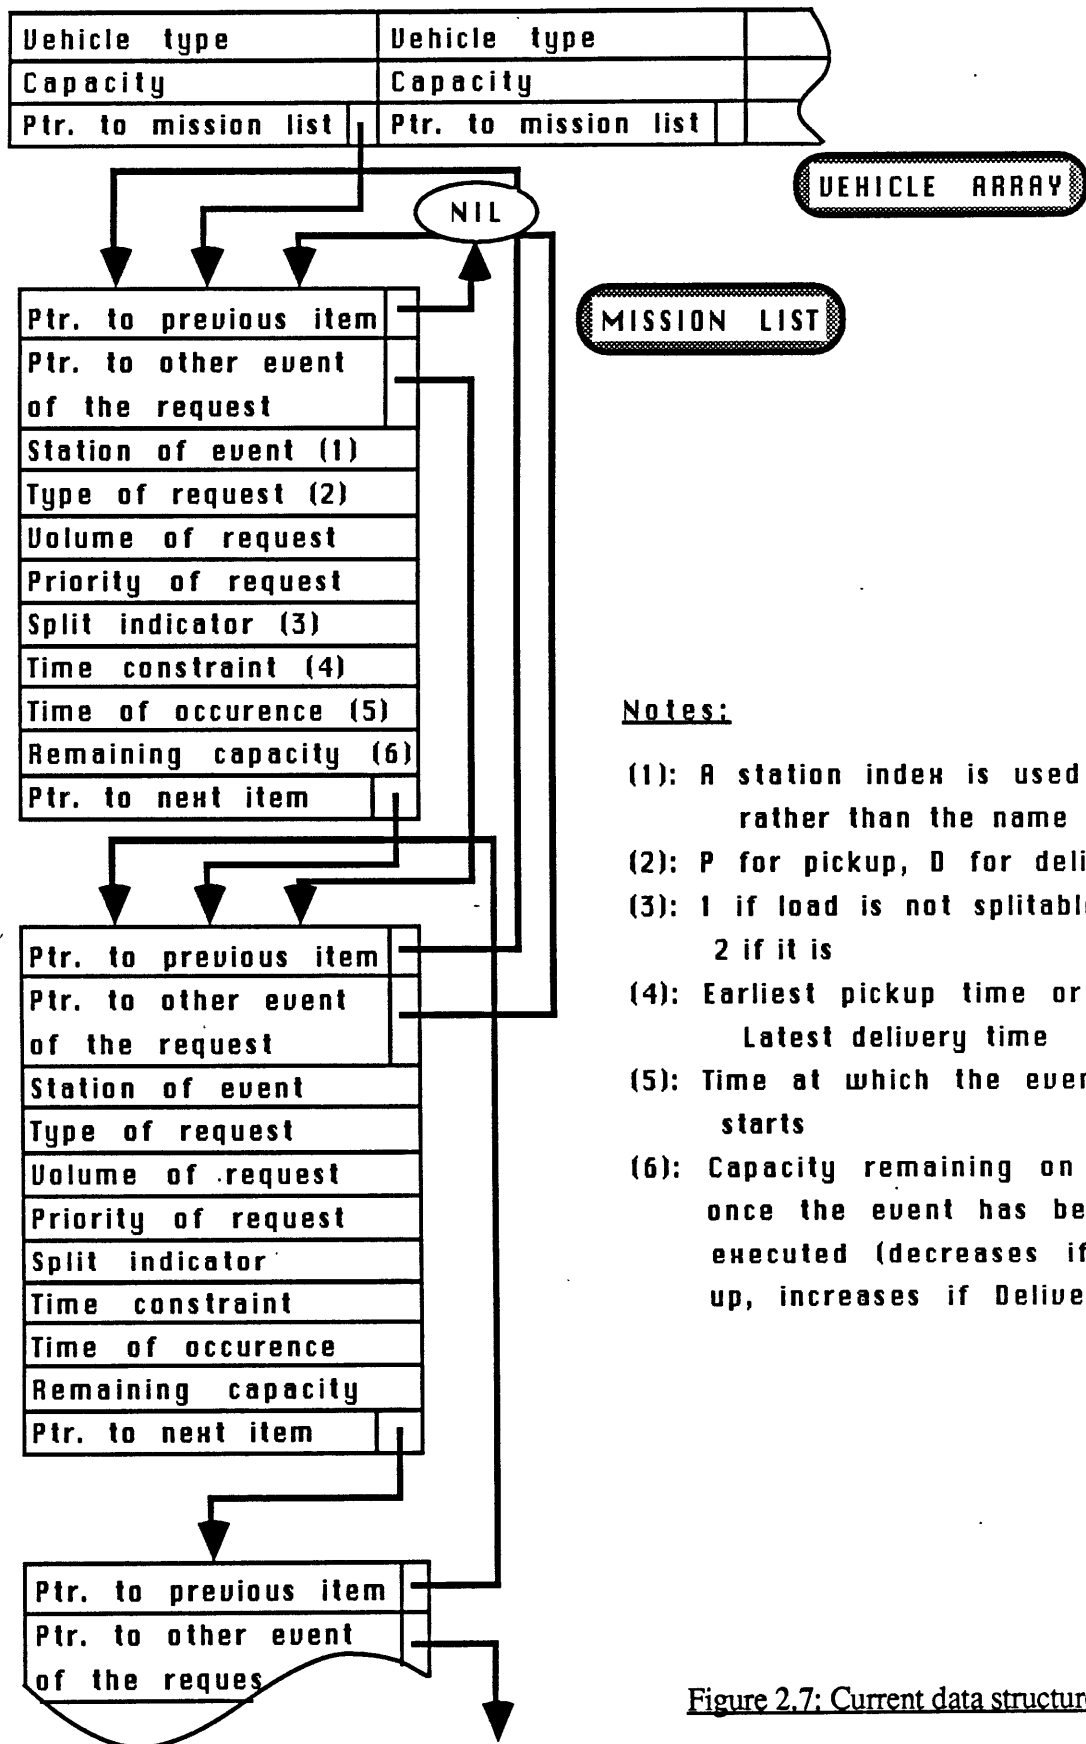 Vehicle type
Vehicle type
Capacity
Capacity
Ptr. to mission list
Ptr. to mission list
VEHICLE ARRAY
NIL
MISSION LIST
Ptr. to previous item
Ptr. to other event
of the request
Station of event (1)
Type of request (2)
Volume of request
Priority of request
Split indicator (3)
Time constraint (4)
Time of occurence (5)
Remaining capacity (6)
Ptr. to next item
Ptr. to previous item
Ptr. to other event
of the request
Station of event
Type of request
Volume of request
Priority of request
Split indicator
Time constraint
Time of occurence
Remaining capacity
Ptr. to next item
Ptr. to previous item
Ptr. to other event
of the reques
Notes:
(1): A station index is used
rather than the name
(2): P for pickup, D for deli
(3): 1 if load is not splitabl
2 if it is
(4): Earliest pickup time or
Latest delivery time
(5): Time at which the even
starts
(6): Capacity remaining on
once the event has be
executed (decreases if
up, increases if Delive
Figure 2.7: Current data structure